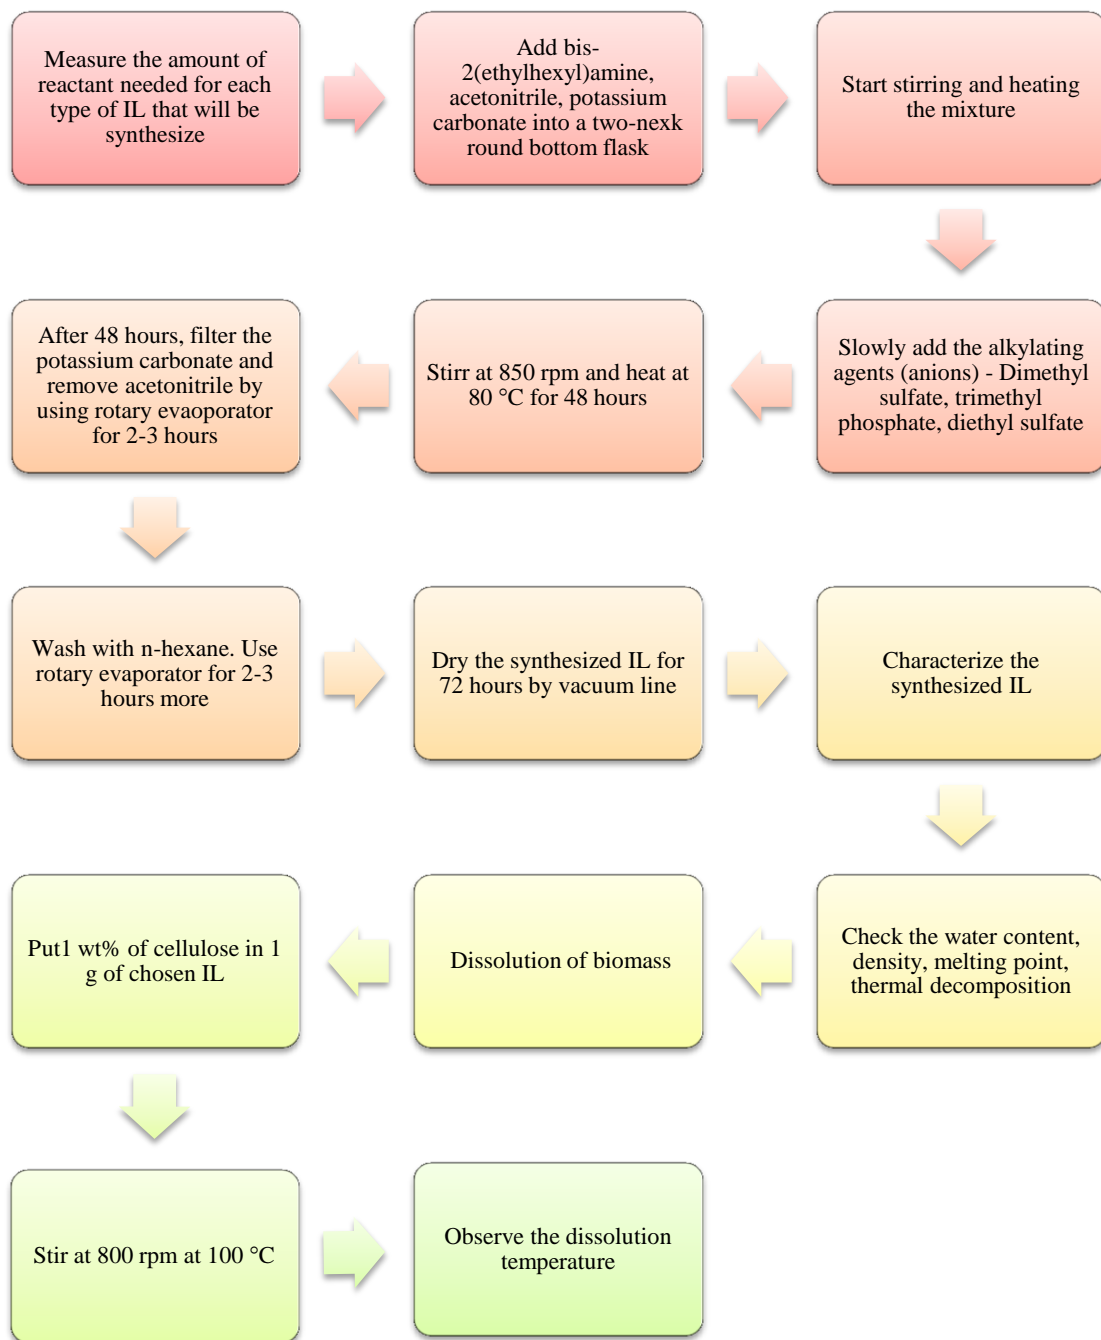 Measure the amount of
reactant needed for each
type of IL that will be
synthesize
Add bis-
2(ethylhexyl)amine,
acetonitrile, potassium
carbonate into a two-nexk
round bottom flask
Start stirring and heating
the mixture
Slowly add the alkylating
agents (anions) - Dimethyl
sulfate, trimethyl
phosphate, diethyl sulfate
Stirr at 850 rpm and heat at
80 °C for 48 hours
After 48 hours, filter the
potassium carbonate and
remove acetonitrile by
using rotary evaoporator
for 2-3 hours
Wash with n-hexane. Use
rotary evaporator for 2-3
hours more
Dry the synthesized IL for
72 hours by vacuum line
Characterize the
synthesized IL
Check the water content,
density, melting point,
thermal decomposition
Dissolution of biomass
Put1 wt% of cellulose in 1
g of chosen IL
Stir at 800 rpm at 100 °C
Observe the dissolution
temperature